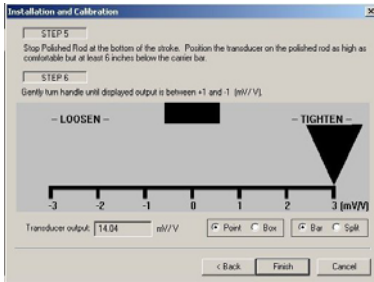 Installation and Calibration
STEP 5
Stop Polished Rod at the bottom of the stroke. Position the transducer on the polished rod as high as
comfortable but at least 6 inches below the carrier bar.
STEP 6
Gently turn handle until displayed output is between +1 and -1 (mV/V).
-- LOOSEN -- -- TIGHTEN --
-3 -2 -1 0 1 2 3 (mV/V)
Transducer output: 14.04 mV/V Point Box Bar Split
< Back Finish Cancel